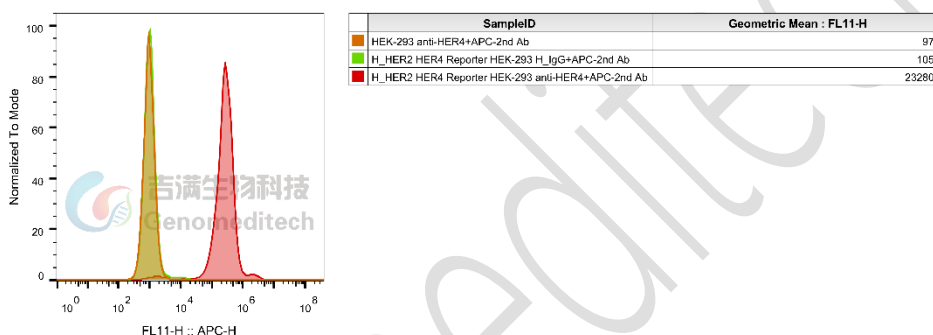 SampleID Geometric Mean : FL11-H
HEK-293 anti-HER4+APC-2nd Ab 97
H_HER2 HER4 Reporter HEK-293 H_IgG+APC-2nd Ab 105
H_HER2 HER4 Reporter HEK-293 anti-HER4+APC-2nd Ab 23280
100
80
60
40
20
0
Normalized To Mode
吉满生物科技
Genomeditech
10^0 10^2 10^4 10^6 10^8
FL11-H :: APC-H